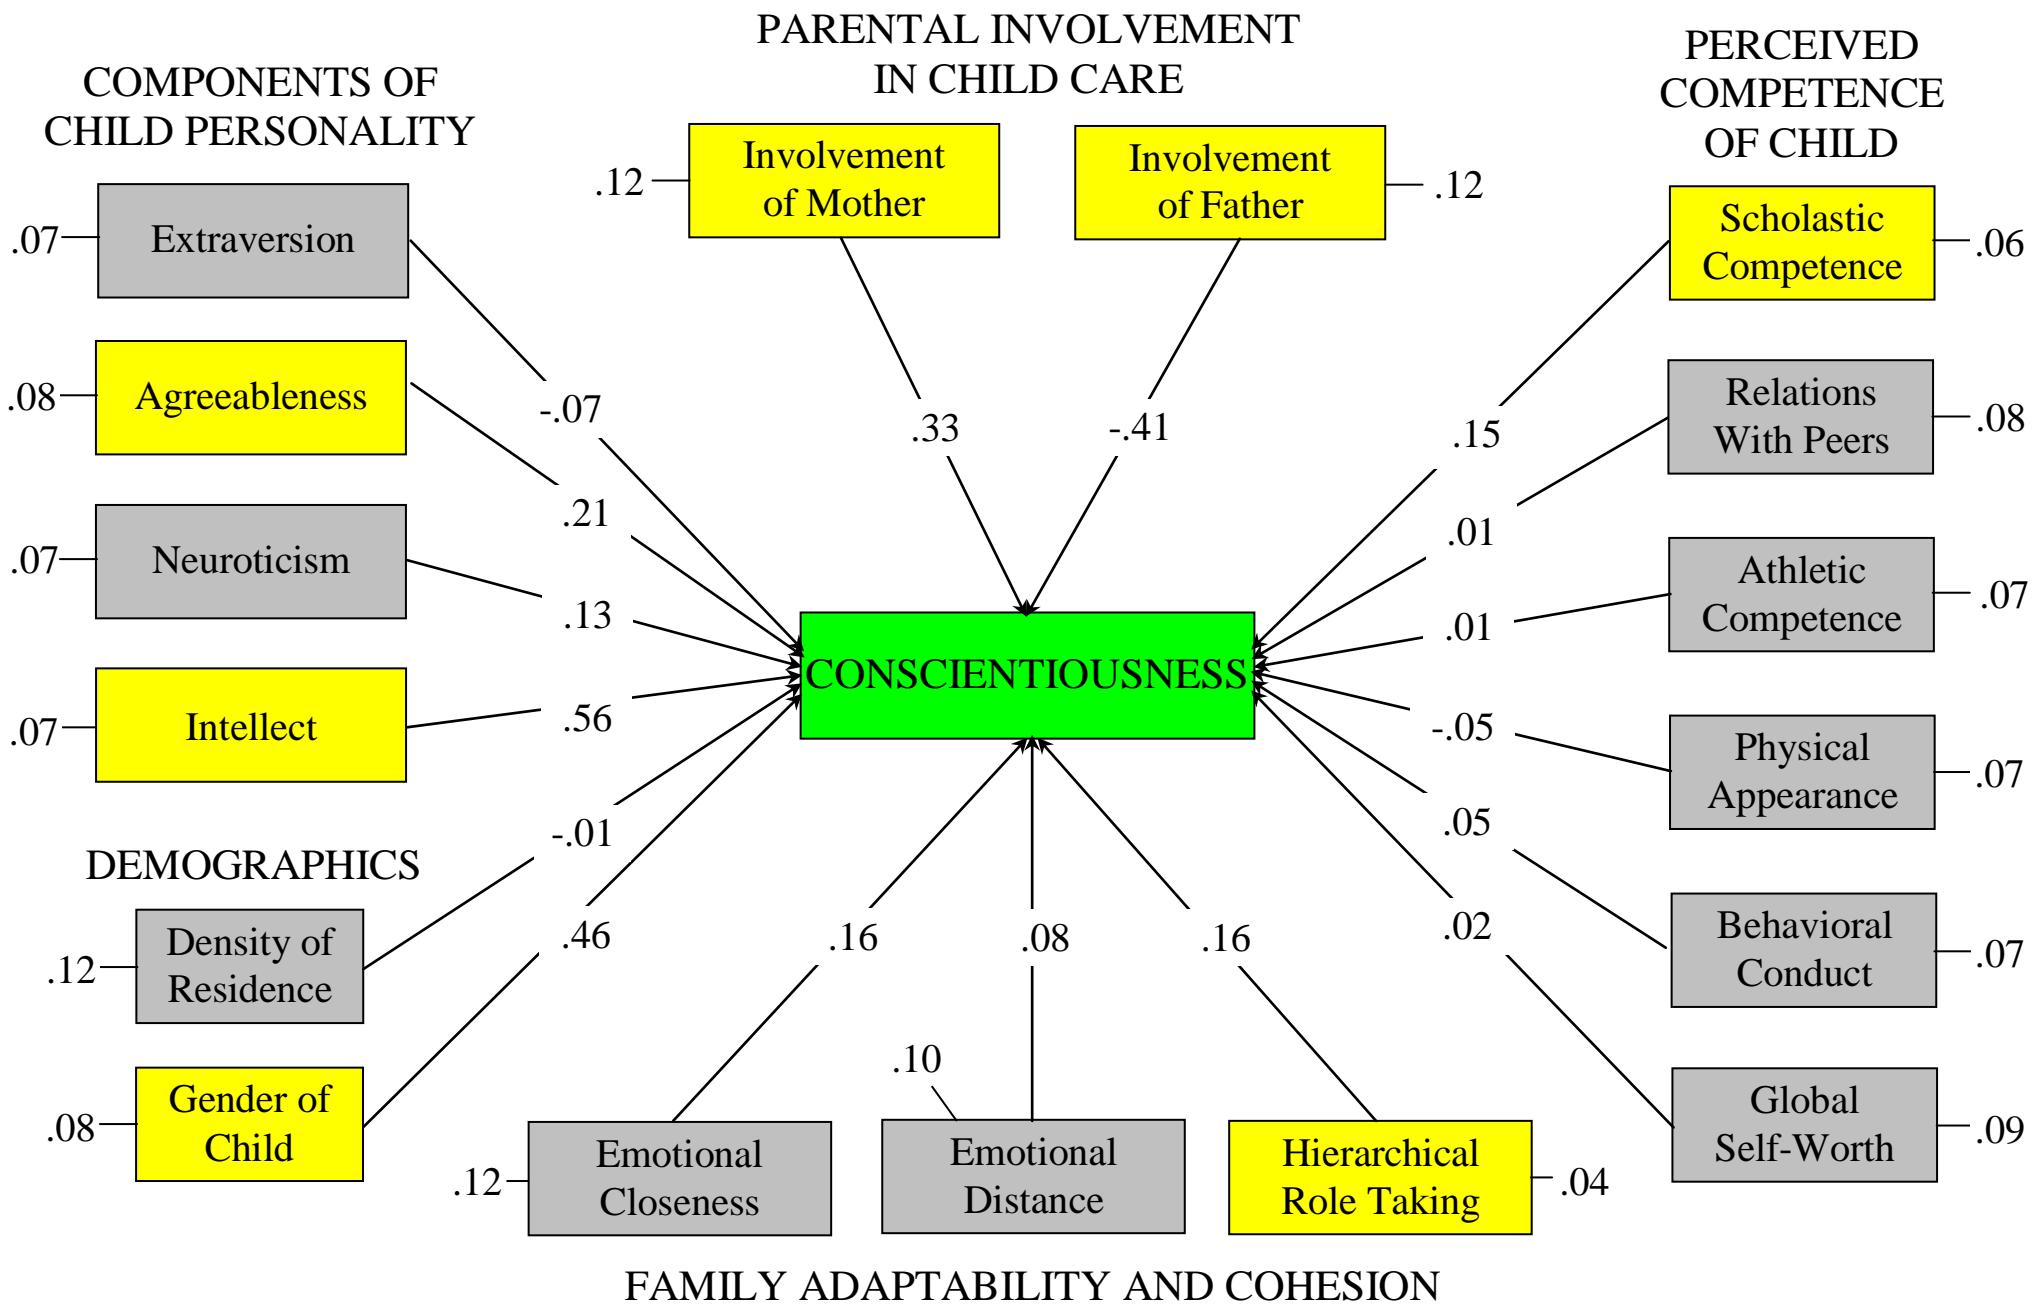 PARENTAL INVOLVEMENT
IN CHILD CARE
COMPONENTS OF
CHILD PERSONALITY
PERCEIVED
COMPETENCE
OF CHILD
.12
Involvement
of Mother
Involvement
of Father
.12
.07
Extraversion
-.07
.08
Agreeableness
.21
.07
Neuroticism
.13
.07
Intellect
.56
.33
-.41
Scholastic
Competence
.06
.15
Relations
With Peers
.08
.01
Athletic
Competence
.07
.01
CONSCIENTIOUSNESS
Physical
Appearance
.07
-.05
Behavioral
Conduct
.07
.05
Global
Self-Worth
.09
.02
DEMOGRAPHICS
.12
Density of
Residence
-.01
.08
Gender of
Child
.46
.16
.08
.16
.12
Emotional
Closeness
.10
Emotional
Distance
Hierarchical
Role Taking
.04
FAMILY ADAPTABILITY AND COHESION